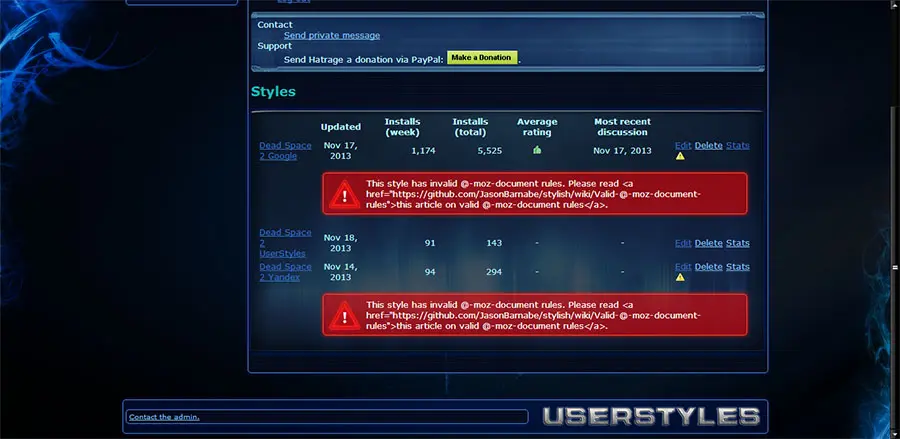 Log out
Contact
Send private message
Support
Send Hatrage a donation via PayPal: Make a Donation .
Styles
Updated Installs (week) Installs (total) Average rating Most recent discussion
Dead Space 2 Google Nov 17, 2013 1,174 5,525 Nov 17, 2013 Edit Delete Stats
This style has invalid @-moz-document rules. Please read <a
href="https://github.com/JasonBarnabe/stylish/wiki/Valid-@-moz-document-
rules">this article on valid @-moz-document rules</a>.
Dead Space 2 UserStyles Nov 18, 2013 91 143 - - Edit Delete Stats
Dead Space 2 Yandex Nov 14, 2013 94 294 - - Edit Delete Stats
This style has invalid @-moz-document rules. Please read <a
href="https://github.com/JasonBarnabe/stylish/wiki/Valid-@-moz-document-
rules">this article on valid @-moz-document rules</a>.
Contact the admin.
USERSTYLES